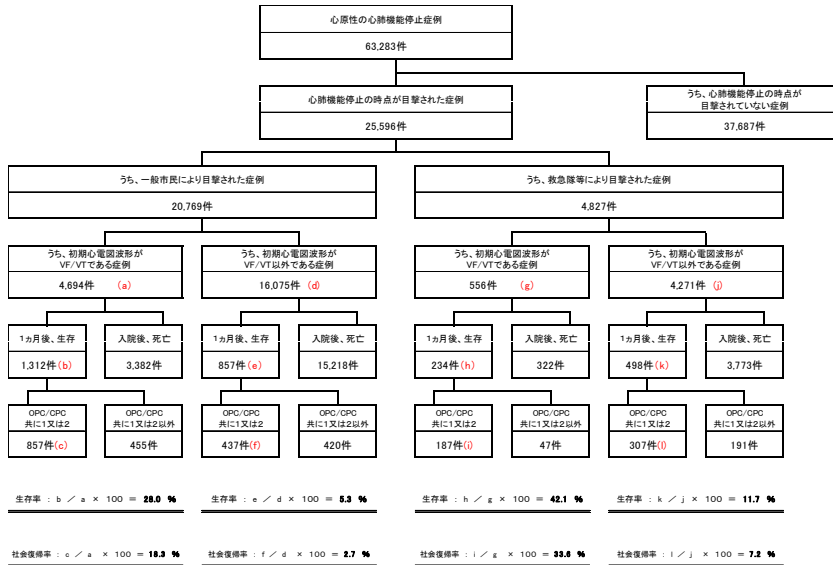 心原性の心肺機能停止症例
63,283件
心肺機能停止の時点が目撃された症例
25,596件
うち、心肺機能停止の時点が
目撃されていない症例
37,687件
うち、一般市民により目撃された症例
20,769件
うち、救急隊等により目撃された症例
4,827件
うち、初期心電図波形が
VF/VTである症例
4,694件 (a)
うち、初期心電図波形が
VF/VT以外である症例
16,075件 (d)
うち、初期心電図波形が
VF/VTである症例
556件 (g)
うち、初期心電図波形が
VF/VT以外である症例
4,271件 (j)
1ヵ月後、生存
1,312件(b)
入院後、死亡
3,382件
1ヵ月後、生存
857件(e)
入院後、死亡
15,218件
1ヵ月後、生存
234件(h)
入院後、死亡
322件
1ヵ月後、生存
498件(k)
入院後、死亡
3,773件
OPC/CPC
共に1又は2
857件(c)
OPC/CPC
共に1又は2以外
455件
OPC/CPC
共に1又は2
437件(f)
OPC/CPC
共に1又は2以外
420件
OPC/CPC
共に1又は2
187件(i)
OPC/CPC
共に1又は2以外
47件
OPC/CPC
共に1又は2
307件(l)
OPC/CPC
共に1又は2以外
191件
生存率 : b / a × 100 = 28.0 %
生存率 : e / d × 100 = 5.3 %
生存率 : h / g × 100 = 42.1 %
生存率 : k / j × 100 = 11.7 %
社会復帰率 : c / a × 100 = 18.3 %
社会復帰率 : f / d × 100 = 2.7 %
社会復帰率 : i / g × 100 = 33.6 %
社会復帰率 : l / j × 100 = 7.2 %